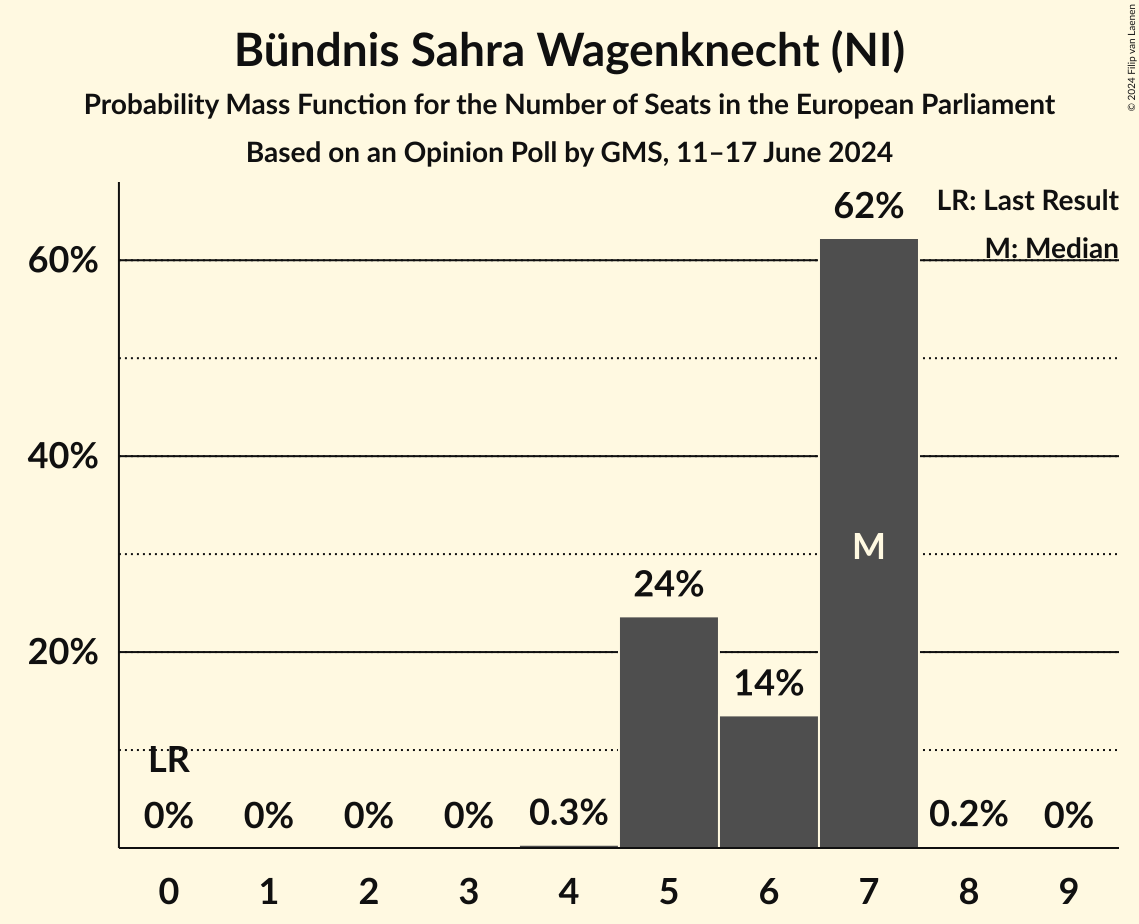 Bündnis Sahra Wagenknecht (NI)
Probability Mass Function for the Number of Seats in the European Parliament
Based on an Opinion Poll by GMS, 11–17 June 2024
© 2024 Filip van Laenen
LR: Last Result
M: Median
62%
60%
40%
M
24%
20%
14%
LR
0% 0% 0% 0% 0.3% 0.2% 0%
0 1 2 3 4 5 6 7 8 9